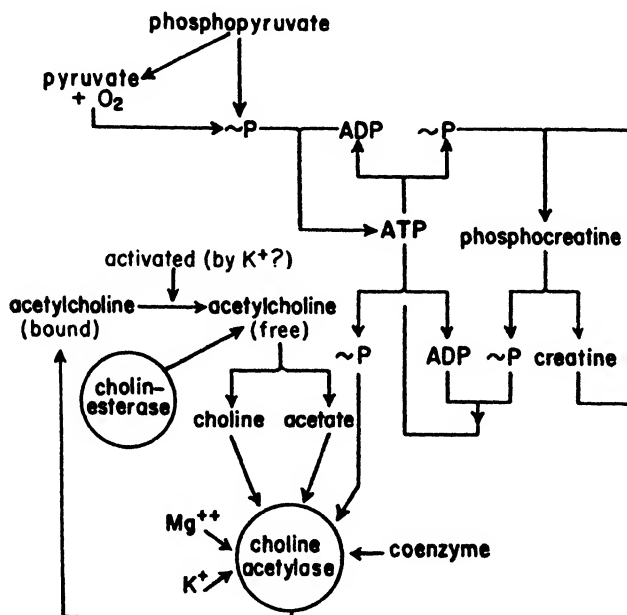 phosphopyruvate
pyruvate
+ O2
~P
ADP
~P
ATP
phosphocreatine
activated (by K+?)
acetylcholine
(bound)
acetylcholine
(free)
~P
ADP
~P
creatine
cholin-
esterase
choline
acetate
Mg++
K+
choline
acetylase
coenzyme